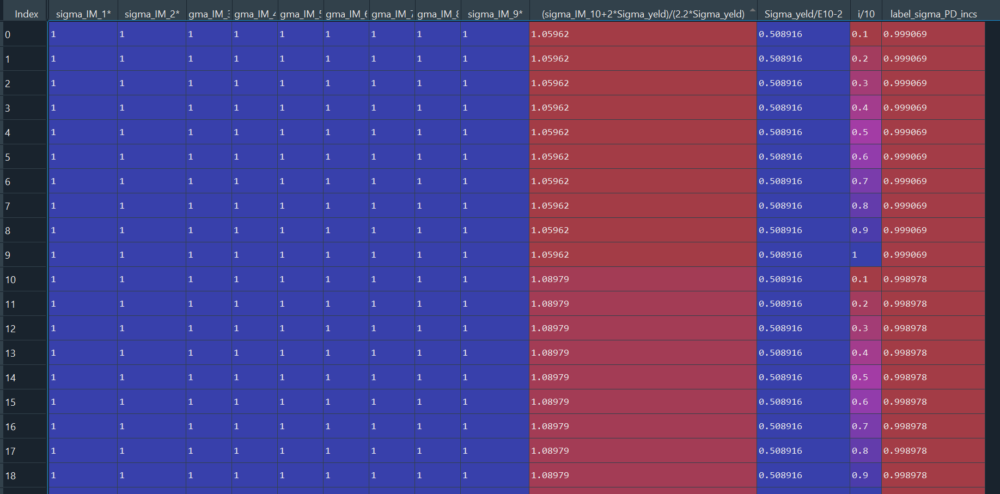 Index sigma_IM_1* sigma_IM_2* gma_IM_3 gma_IM_4 gma_IM_5 gma_IM_6 gma_IM_7 gma_IM_8 sigma_IM_9* (sigma_IM_10+2*Sigma_yeld)/(2.2*Sigma_yeld) Sigma_yeld/E10-2 i/10 label_sigma_PD_incs
0 1 1 1 1 1 1 1 1 1 1.05962 0.508916 0.1 0.999069
1 1 1 1 1 1 1 1 1 1 1.05962 0.508916 0.2 0.999069
2 1 1 1 1 1 1 1 1 1 1.05962 0.508916 0.3 0.999069
3 1 1 1 1 1 1 1 1 1 1.05962 0.508916 0.4 0.999069
4 1 1 1 1 1 1 1 1 1 1.05962 0.508916 0.5 0.999069
5 1 1 1 1 1 1 1 1 1 1.05962 0.508916 0.6 0.999069
6 1 1 1 1 1 1 1 1 1 1.05962 0.508916 0.7 0.999069
7 1 1 1 1 1 1 1 1 1 1.05962 0.508916 0.8 0.999069
8 1 1 1 1 1 1 1 1 1 1.05962 0.508916 0.9 0.999069
9 1 1 1 1 1 1 1 1 1 1.05962 0.508916 1 0.999069
10 1 1 1 1 1 1 1 1 1 1.08979 0.508916 0.1 0.998978
11 1 1 1 1 1 1 1 1 1 1.08979 0.508916 0.2 0.998978
12 1 1 1 1 1 1 1 1 1 1.08979 0.508916 0.3 0.998978
13 1 1 1 1 1 1 1 1 1 1.08979 0.508916 0.4 0.998978
14 1 1 1 1 1 1 1 1 1 1.08979 0.508916 0.5 0.998978
15 1 1 1 1 1 1 1 1 1 1.08979 0.508916 0.6 0.998978
16 1 1 1 1 1 1 1 1 1 1.08979 0.508916 0.7 0.998978
17 1 1 1 1 1 1 1 1 1 1.08979 0.508916 0.8 0.998978
18 1 1 1 1 1 1 1 1 1 1.08979 0.508916 0.9 0.998978